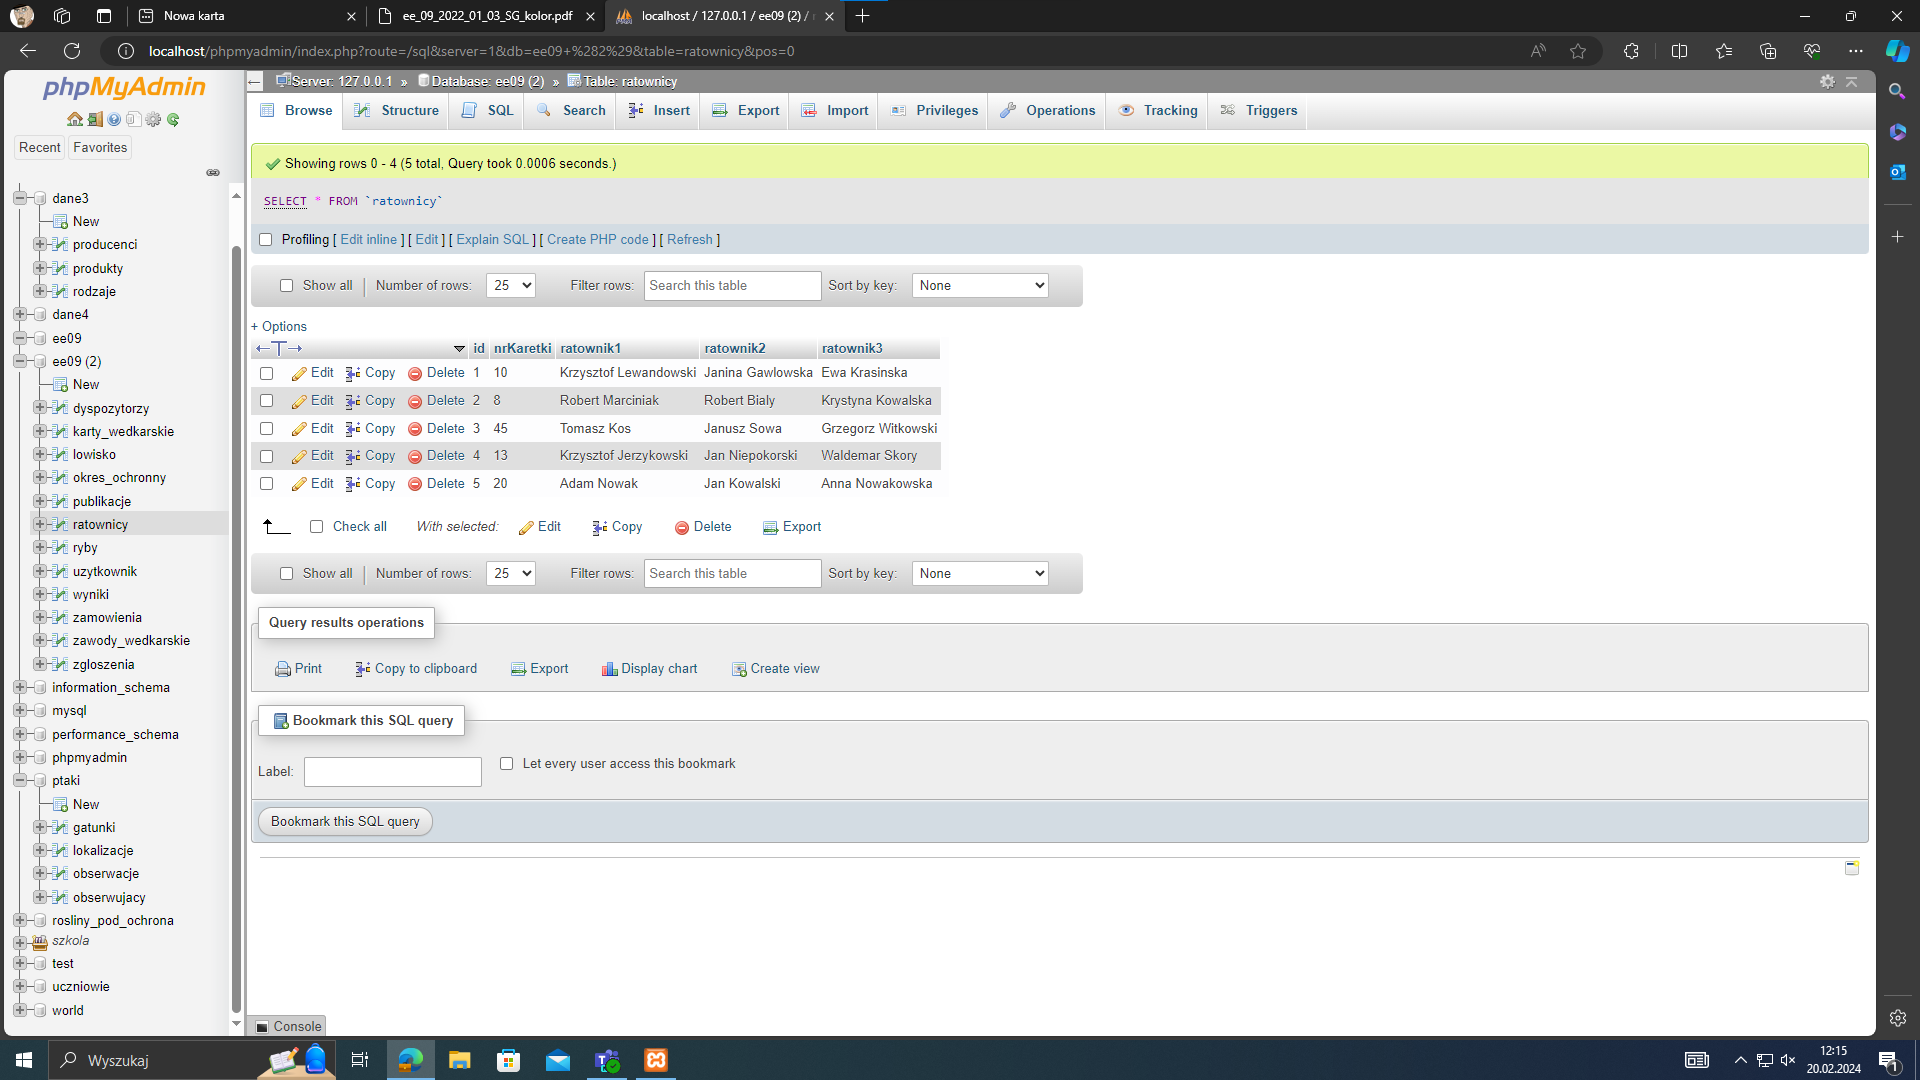 Nowa karta
ee_09_2022_01_03_SG_kolor.pdf
localhost / 127.0.0.1 / ee09 (2) / r
localhost/phpmyadmin/index.php?route=/sql&server=1&db=ee09+%282%29&table=ratownicy&pos=0
phpMyAdmin
Recent
Favorites
dane3
New
producenci
produkty
rodzaje
dane4
ee09
ee09 (2)
New
dyspozytorzy
karty_wedkarskie
lowisko
okres_ochronny
publikacje
ratownicy
ryby
uzytkownik
wyniki
zamowienia
zawody_wedkarskie
zgloszenia
information_schema
mysql
performance_schema
phpmyadmin
ptaki
New
gatunki
lokalizacje
obserwacje
obserwujacy
rosliny_pod_ochrona
szkola
test
uczniowie
world
Server: 127.0.0.1 » Database: ee09 (2) » Table: ratownicy
Browse Structure SQL Search Insert Export Import Privileges Operations Tracking Triggers
Showing rows 0 - 4 (5 total, Query took 0.0006 seconds.)
SELECT * FROM `ratownicy`
Profiling [ Edit inline ] [ Edit ] [ Explain SQL ] [ Create PHP code ] [ Refresh ]
Show all | Number of rows: 25 Filter rows: Search this table Sort by key: None
+ Options
←T→ id nrKaretki ratownik1 ratownik2 ratownik3
Edit Copy Delete 1 10 Krzysztof Lewandowski Janina Gawlowska Ewa Krasinska
Edit Copy Delete 2 8 Robert Marciniak Robert Bialy Krystyna Kowalska
Edit Copy Delete 3 45 Tomasz Kos Janusz Sowa Grzegorz Witkowski
Edit Copy Delete 4 13 Krzysztof Jerzykowski Jan Niepokorski Waldemar Skory
Edit Copy Delete 5 20 Adam Nowak Jan Kowalski Anna Nowakowska
Check all With selected: Edit Copy Delete Export
Show all | Number of rows: 25 Filter rows: Search this table Sort by key: None
Query results operations
Print Copy to clipboard Export Display chart Create view
Bookmark this SQL query
Label: Let every user access this bookmark
Bookmark this SQL query
Console
Wyszukaj
12:15
20.02.2024
1